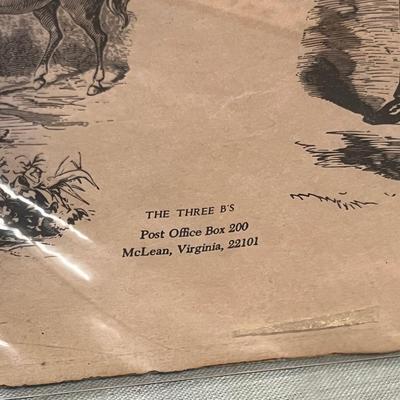 THE THREE B'S
Post Office Box 200
McLean, Virginia, 22101